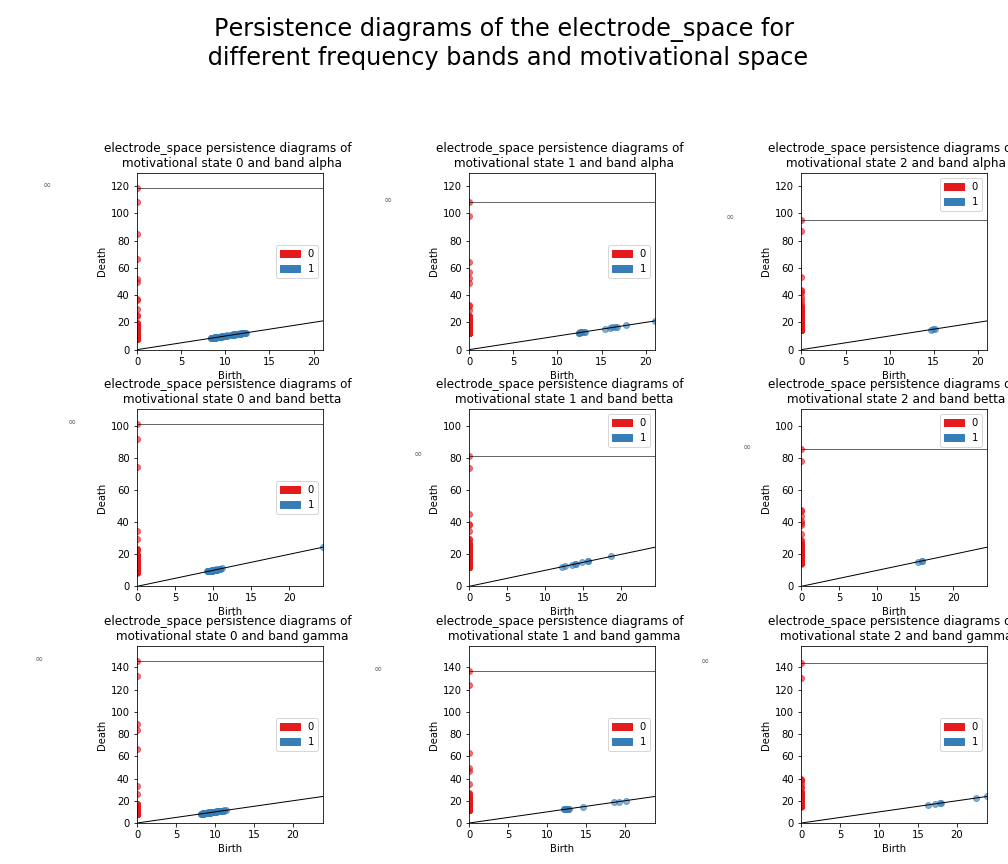 Persistence diagrams of the electrode_space for
different frequency bands and motivational space
electrode_space persistence diagrams of
motivational state 0 and band alpha
∞
120
100
80
60
40
20
0
Death
0
1
0 5 10 15 20
Birth
electrode_space persistence diagrams of
motivational state 1 and band alpha
∞
120
100
80
60
40
20
0
Death
0
1
0 5 10 15 20
Birth
electrode_space persistence diagrams o
motivational state 2 and band alpha
∞
120
100
80
60
40
20
0
Death
0
1
0 5 10 15 20
Birth
electrode_space persistence diagrams of
motivational state 0 and band betta
∞
100
80
60
40
20
0
Death
0
1
0 5 10 15 20
Birth
electrode_space persistence diagrams of
motivational state 1 and band betta
∞
100
80
60
40
20
0
Death
0
1
0 5 10 15 20
Birth
electrode_space persistence diagrams o
motivational state 2 and band betta
∞
100
80
60
40
20
0
Death
0
1
0 5 10 15 20
Birth
electrode_space persistence diagrams of
motivational state 0 and band gamma
∞
140
120
100
80
60
40
20
0
Death
0
1
0 5 10 15 20
Birth
electrode_space persistence diagrams of
motivational state 1 and band gamma
∞
140
120
100
80
60
40
20
0
Death
0
1
0 5 10 15 20
Birth
electrode_space persistence diagrams o
motivational state 2 and band gamma
∞
140
120
100
80
60
40
20
0
Death
0
1
0 5 10 15 20
Birth